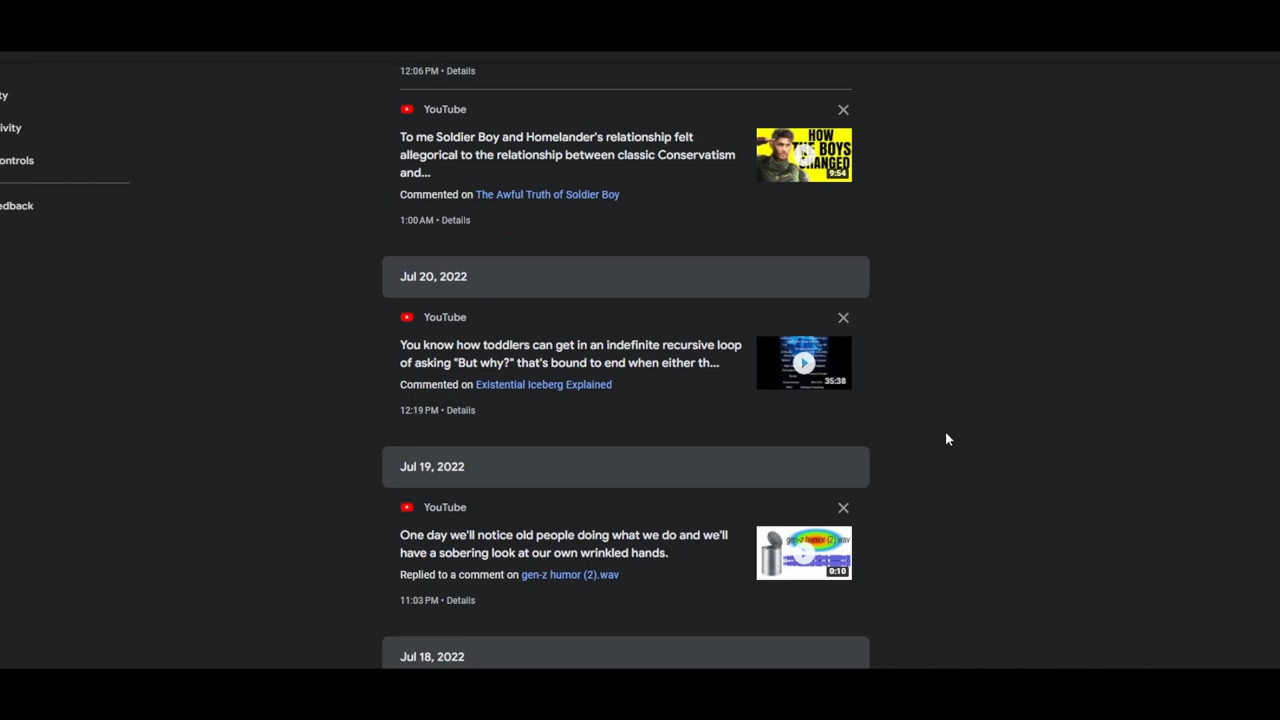 12:06 PM • Details
ty
YouTube
To me Soldier Boy and Homelander's relationship felt
allegorical to the relationship between classic Conservatism
and...
HOW
THE BOYS
CHANGED
9:54
ivity
ontrols
Commented on The Awful Truth of Soldier Boy
edback
1:00 AM • Details
Jul 20, 2022
YouTube
You know how toddlers can get in an indefinite recursive loop
of asking "But why?" that's bound to end when either th...
35:38
Commented on Existential Iceberg Explained
12:19 PM • Details
Jul 19, 2022
YouTube
One day we'll notice old people doing what we do and we'll
have a sobering look at our own wrinkled hands.
gen-z humor (2).wav
0:10
Replied to a comment on gen-z humor (2).wav
11:03 PM • Details
Jul 18, 2022